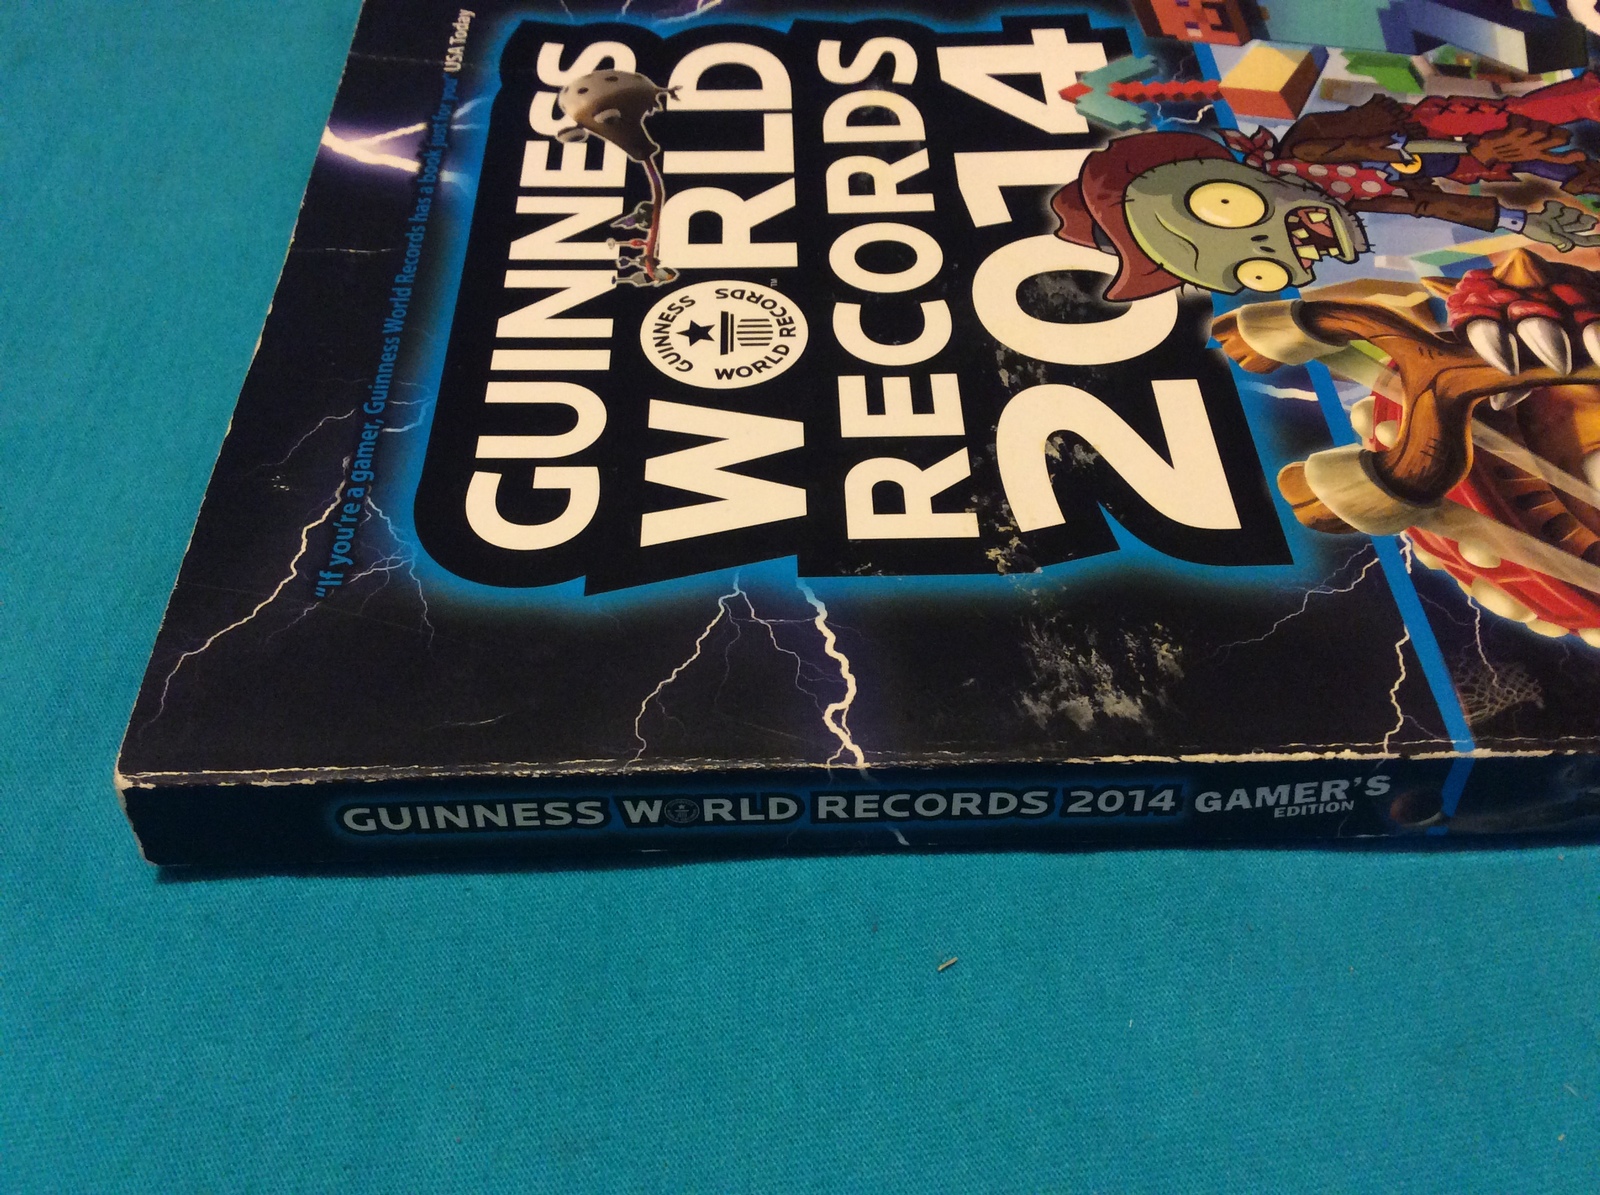 "If you're a gamer, Guinness World Records has a book just for you" USA Today
GUINNESS
WORLD
GUINNESS WORLD RECORDS
™
RECORDS
2014
GUINNESS WORLD RECORDS 2014 GAMER'S
EDITION